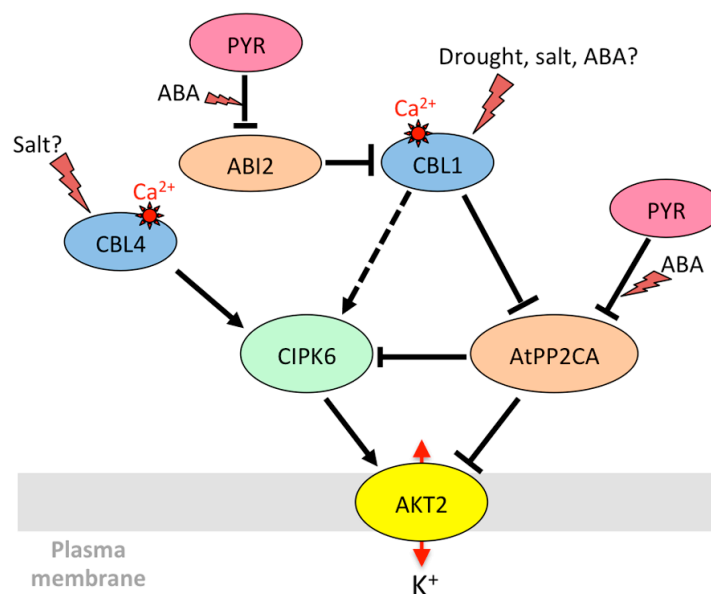 PYR
Drought, salt, ABA?
ABA
Ca²⁺
Salt?
ABI2
CBL1
Ca²⁺
PYR
CBL4
ABA
CIPK6
AtPP2CA
AKT2
Plasma
membrane
K⁺